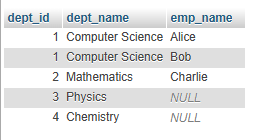 dept_id dept_name emp_name
1 Computer Science Alice
1 Computer Science Bob
2 Mathematics Charlie
3 Physics NULL
4 Chemistry NULL